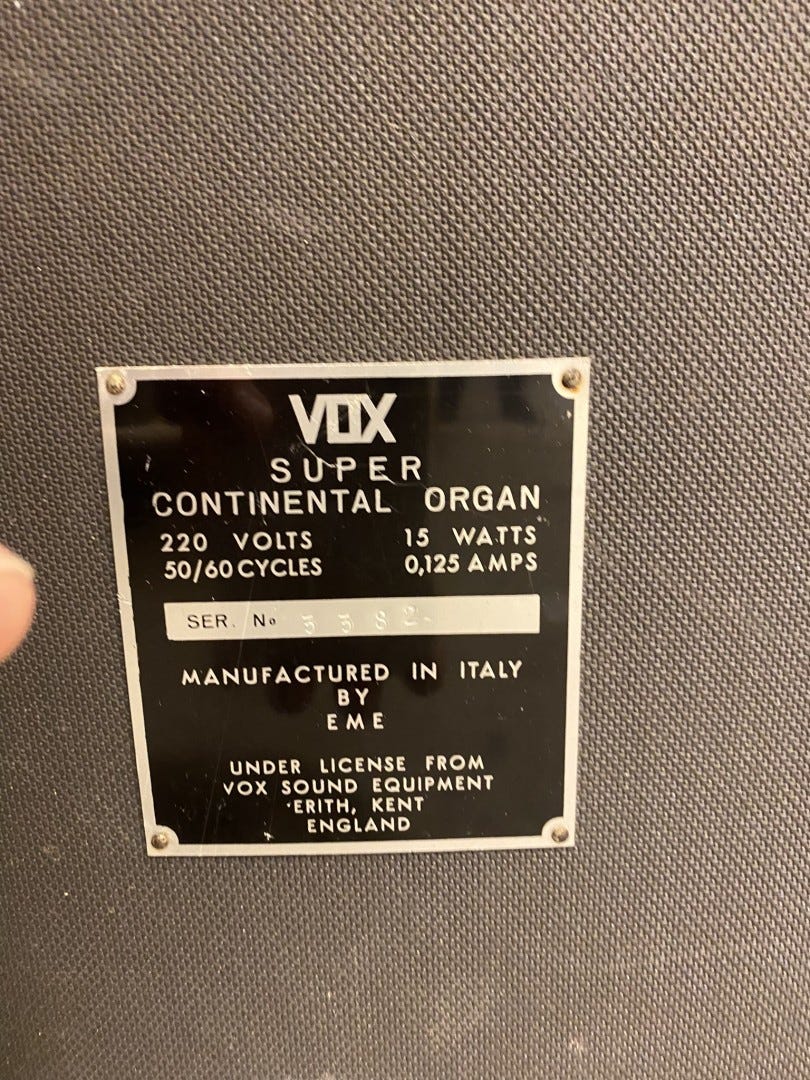 VOX
SUPER
CONTINENTAL ORGAN
220 VOLTS 15 WATTS
50/60 CYCLES 0,125 AMPS
SER. No
MANUFACTURED IN ITALY
BY
EME
UNDER LICENSE FROM
VOX SOUND EQUIPMENT
ERITH, KENT
ENGLAND